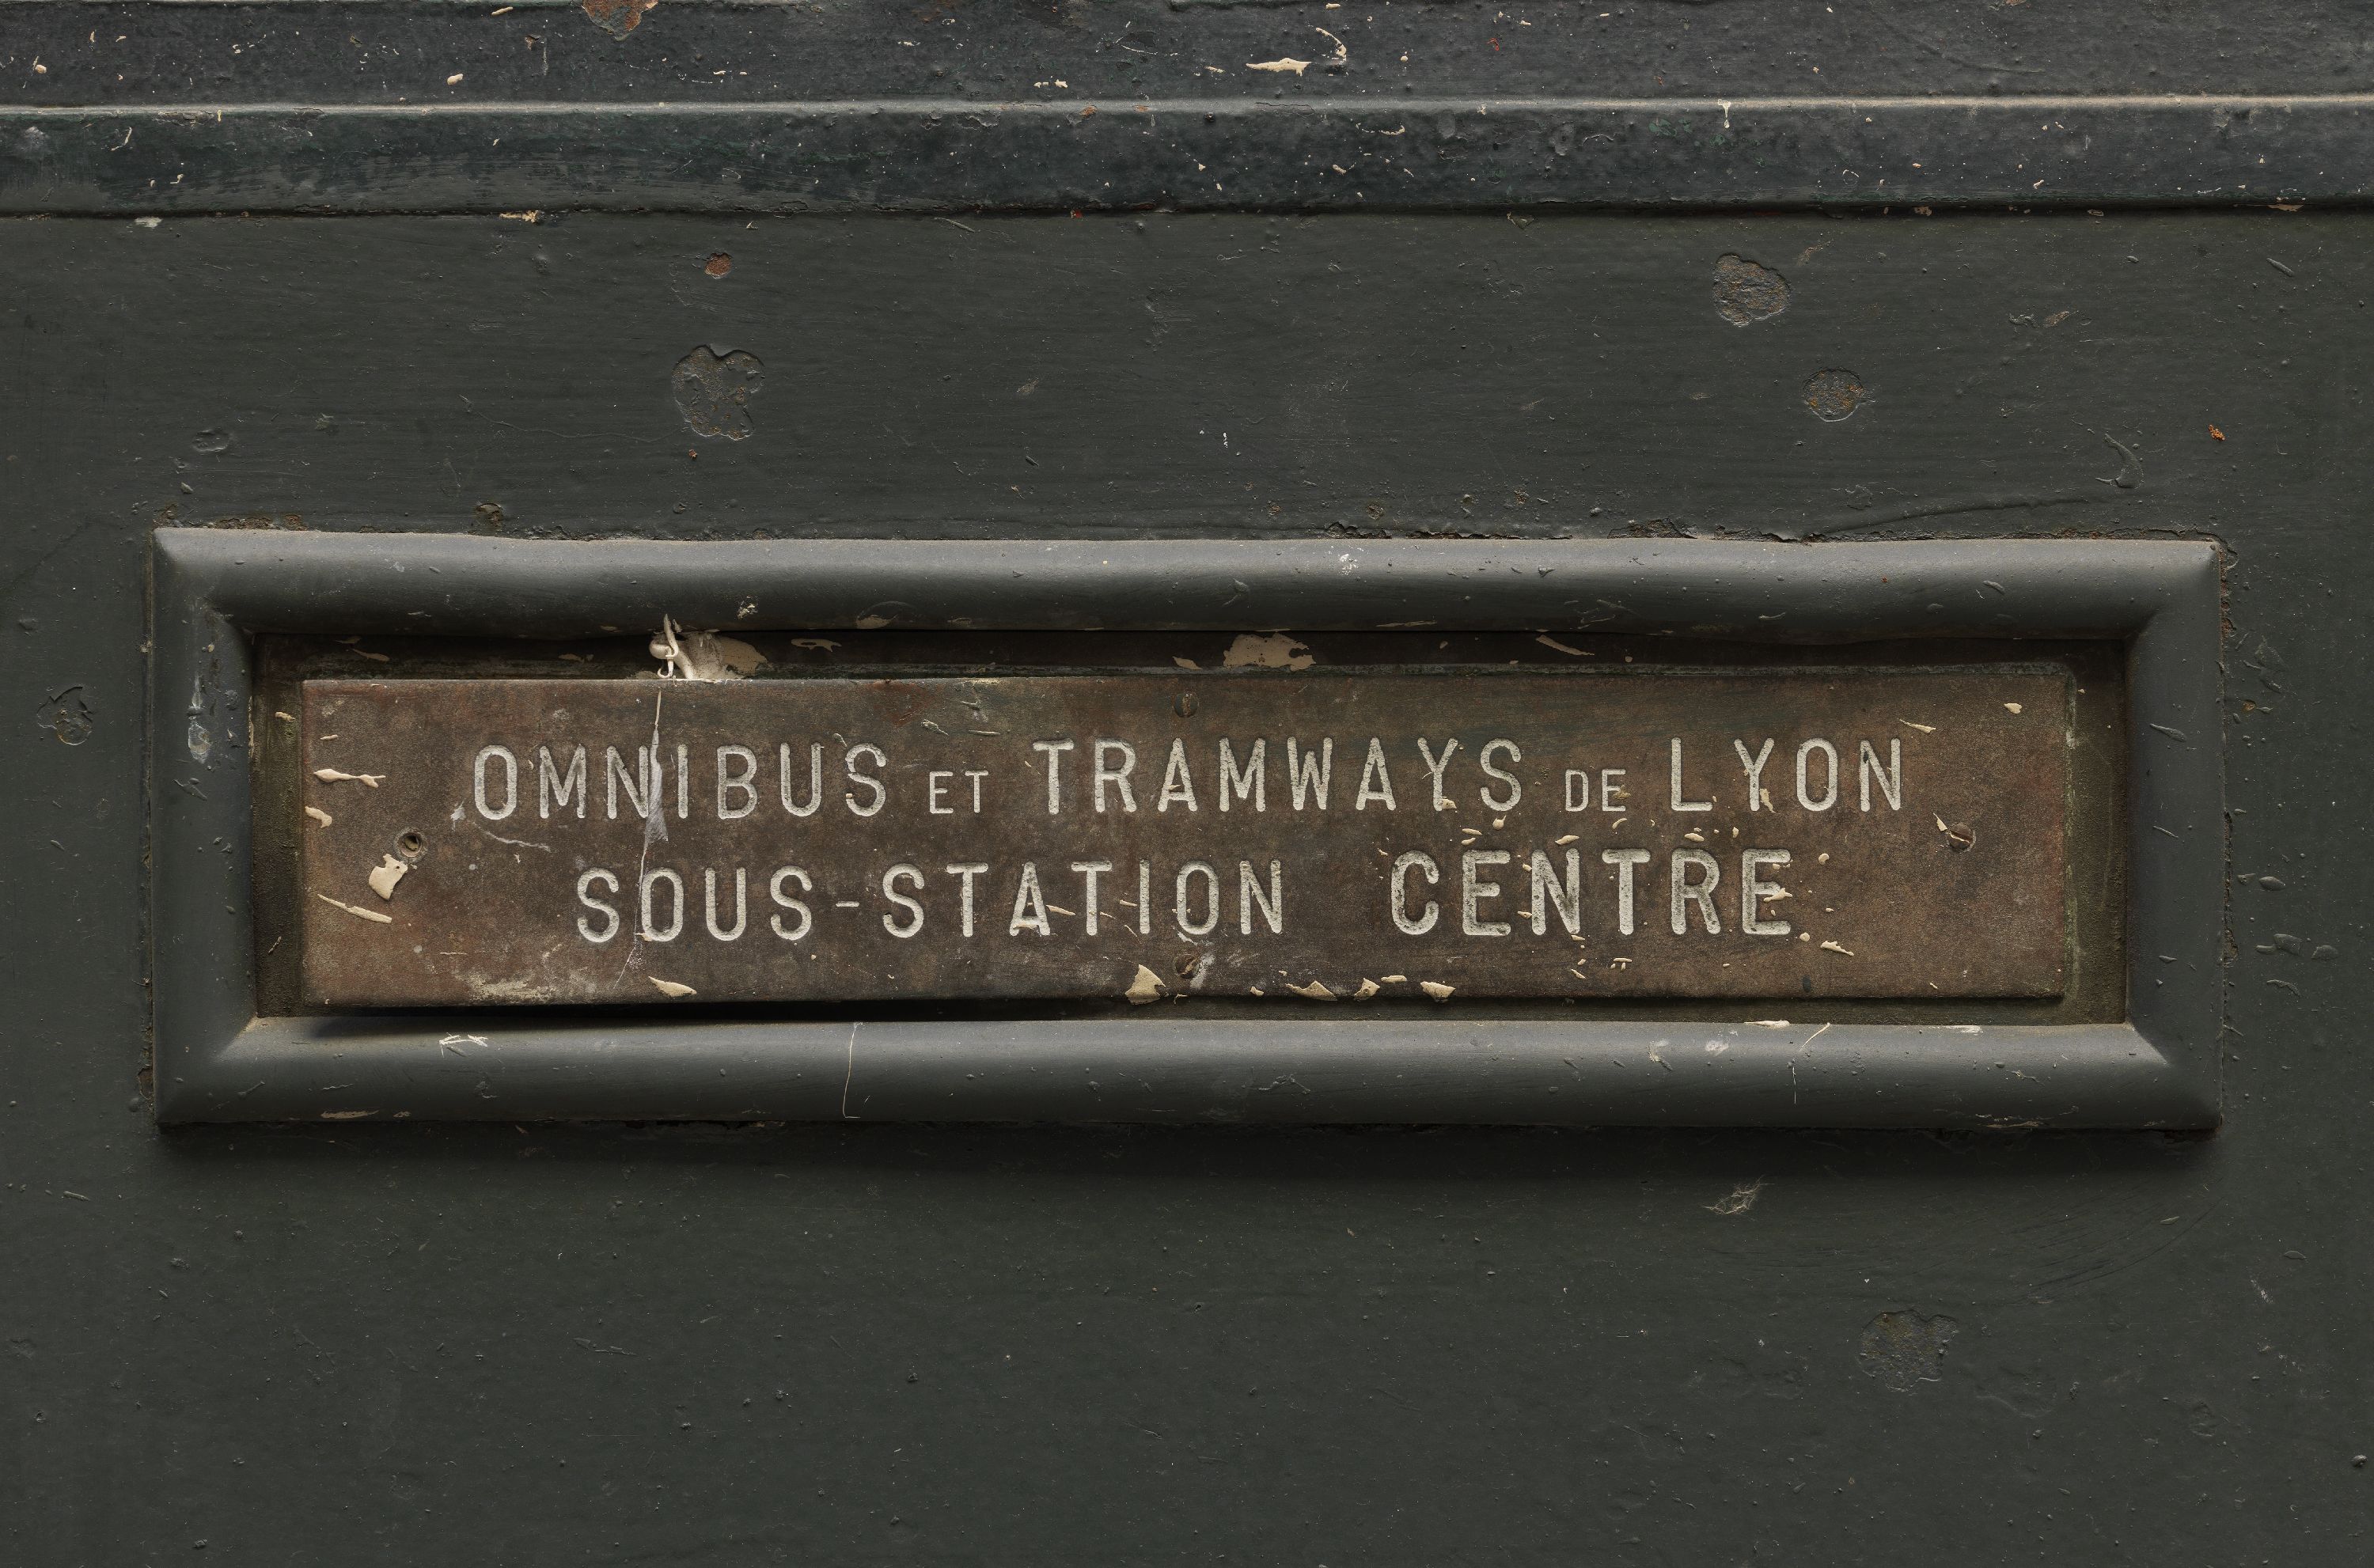 OMNIBUS ET TRAMWAYS DE LYON
SOUS-STATION CENTRE